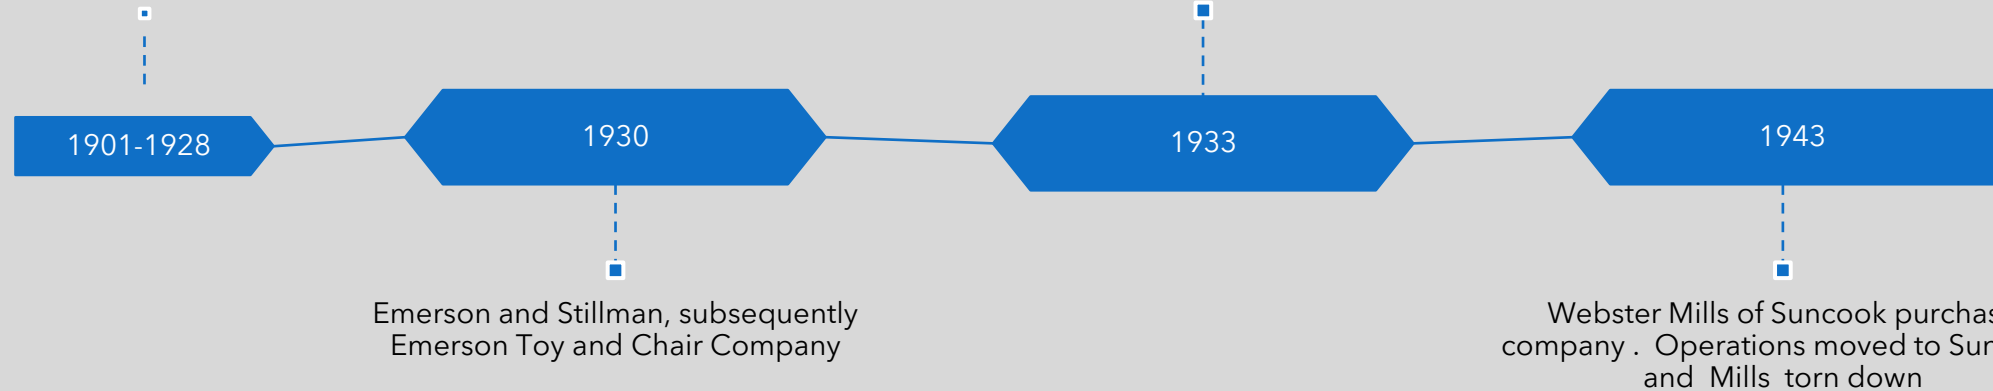 1901-1928
1930
1933
1943
Emerson and Stillman, subsequently
Emerson Toy and Chair Company
Webster Mills of Suncook
company . Operations moved to
and Mills torn down